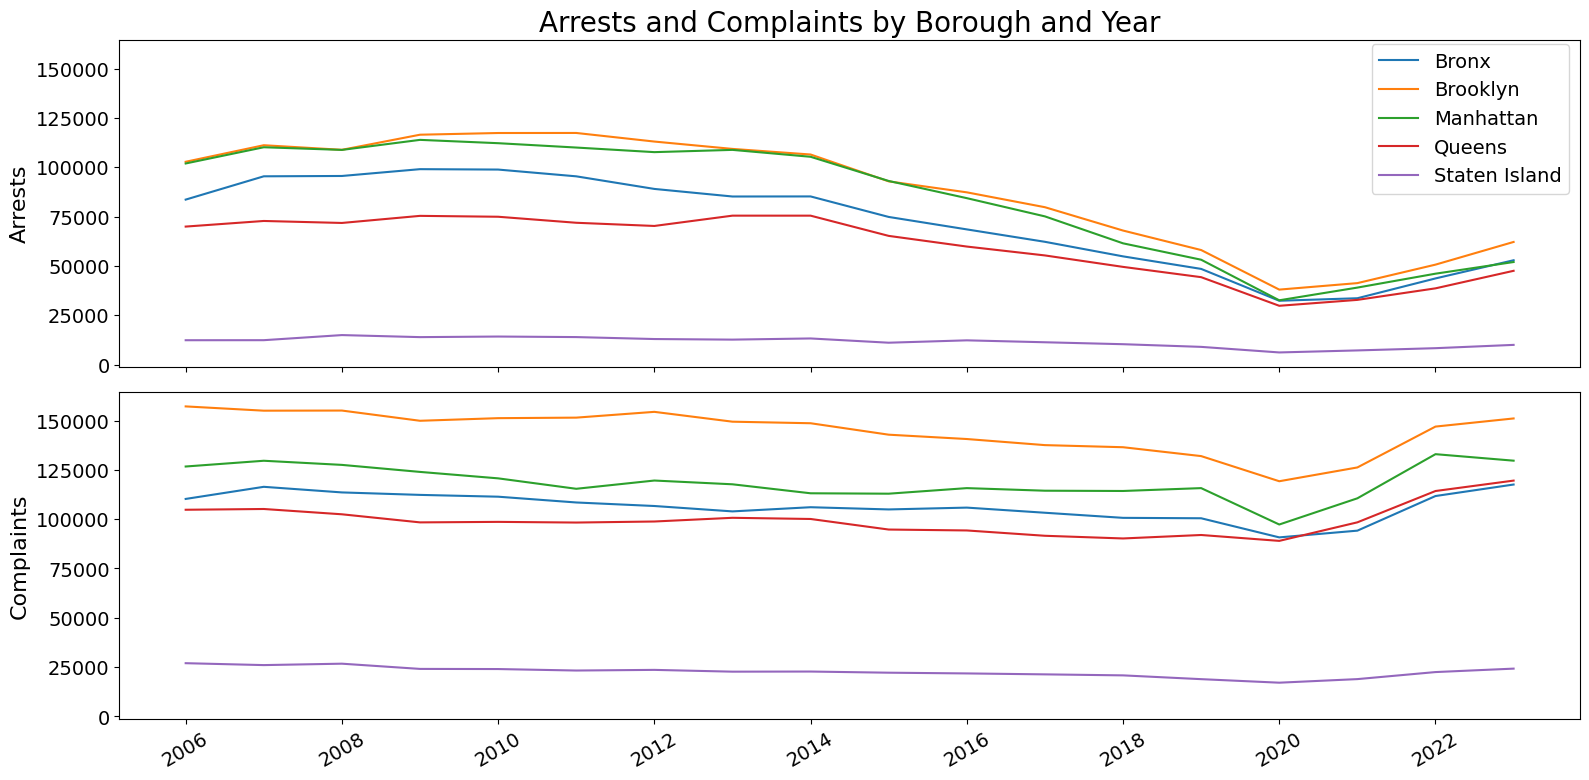 Arrests and Complaints by Borough and Year
Arrests
150000
125000
100000
75000
50000
25000
0
Bronx
Brooklyn
Manhattan
Queens
Staten Island
Complaints
150000
125000
100000
75000
50000
25000
0
2006
2008
2010
2012
2014
2016
2018
2020
2022